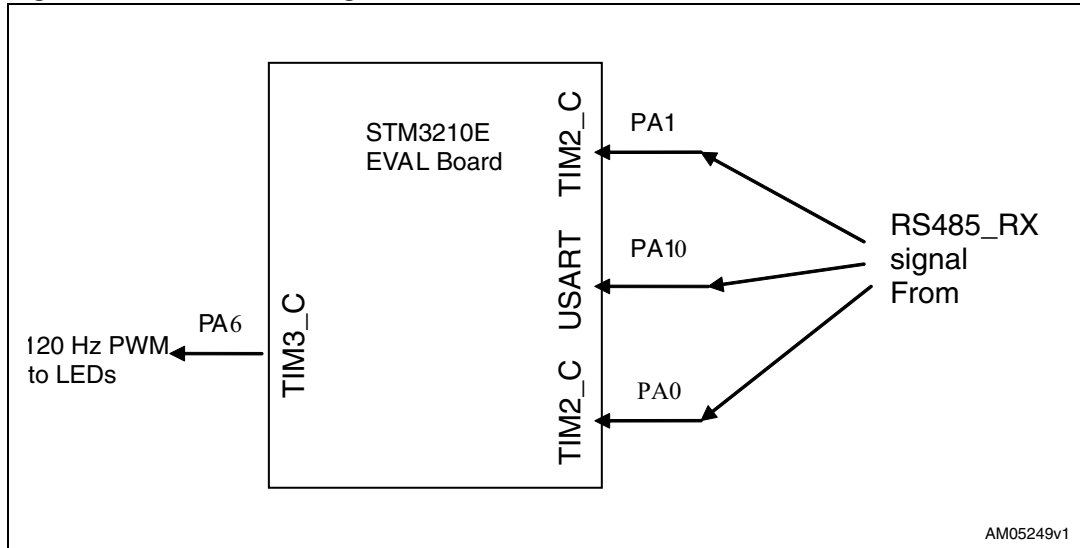 STM3210E
EVAL Board
TIM2_C
PA1
USART
PA10
TIM2_C
PA0
RS485_RX
signal
From
TIM3_C
PA6
120 Hz PWM
to LEDs
AM05249v1